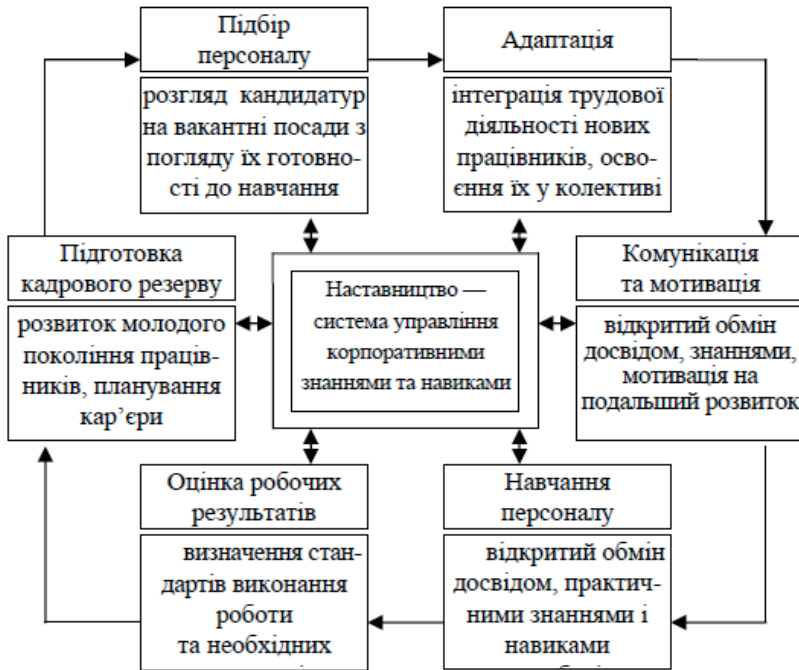 Підбір
персоналу
розгляд кандидатур
на вакантні посади з
погляду їх готовно-
сті до навчання
Адаптація
інтеграція трудової
діяльності нових
працівників, осво-
єння їх у колективі
Підготовка
кадрового резерву
розвиток молодого
покоління праців-
ників, планування
кар’єри
Наставництво —
система управління
корпоративними
знаннями та навиками
Комунікація
та мотивація
відкритий обмін
досвідом, знаннями,
мотивація на
подальший розвиток
Оцінка робочих
результатів
визначення стан-
дартів виконання
роботи
та необхідних
Навчання
персоналу
відкритий обмін
досвідом, практич-
ними знаннями і
навиками